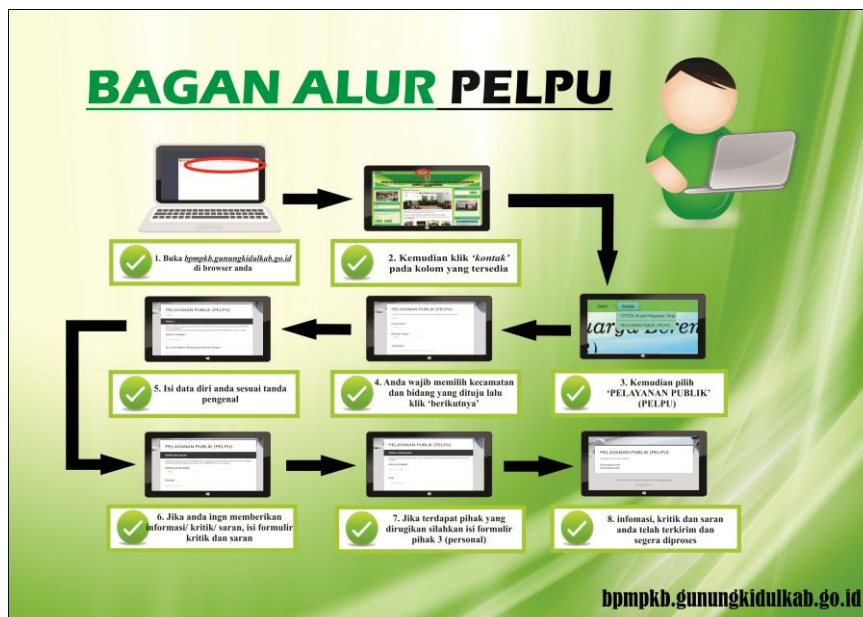 BAGAN ALUR PELPU
1. Buka bpmpkb.gunungkidulkab.go.id
di browser anda
2. Kemudian klik ‘kontak’
pada kolom yang tersedia
3. Kemudian pilih
‘PELAYANAN PUBLIK’
(PELPU)
PELAYANAN PUBLIK (PELPU)
4. Anda wajib memilih kecamatan
dan bidang yang dituju lalu
klik ‘berikutnya’
PELAYANAN PUBLIK (PELPU)
5. Isi data diri anda sesuai tanda
pengenal
PELAYANAN PUBLIK (PELPU)
6. Jika anda ingn memberikan
informasi/ kritik/ saran, isi formulir
kritik dan saran
PELAYANAN PUBLIK (PELPU)
7. Jika terdapat pihak yang
dirugikan silahkan isi formulir
pihak 3 (personal)
PELAYANAN PUBLIK (PELPU)
8. infomasi, kritik dan saran
anda telah terkirim dan
segera diproses
bpmpkb.gunungkidulkab.go.id